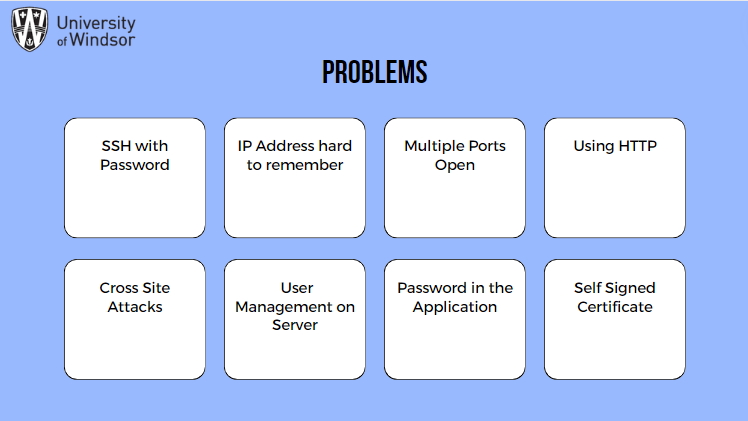 University
of Windsor
PROBLEMS
SSH with
Password
IP Address hard
to remember
Multiple Ports
Open
Using HTTP
Cross Site
Attacks
User
Management on
Server
Password in the
Application
Self Signed
Certificate